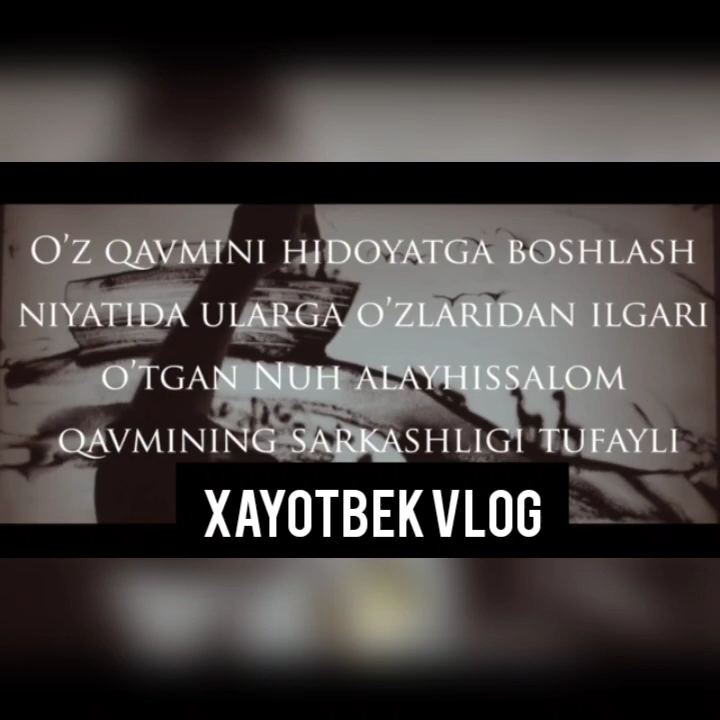 O'Z QAVMINI HIDOYATGA BOSHLASH
NIYATIDA ULARGA O'ZLARIDAN ILGARI
O'TGAN NUH ALAYHISSALOM
QAVMINING SARKASHLIGI TUFAYLI
XAYOTBEK VLOG